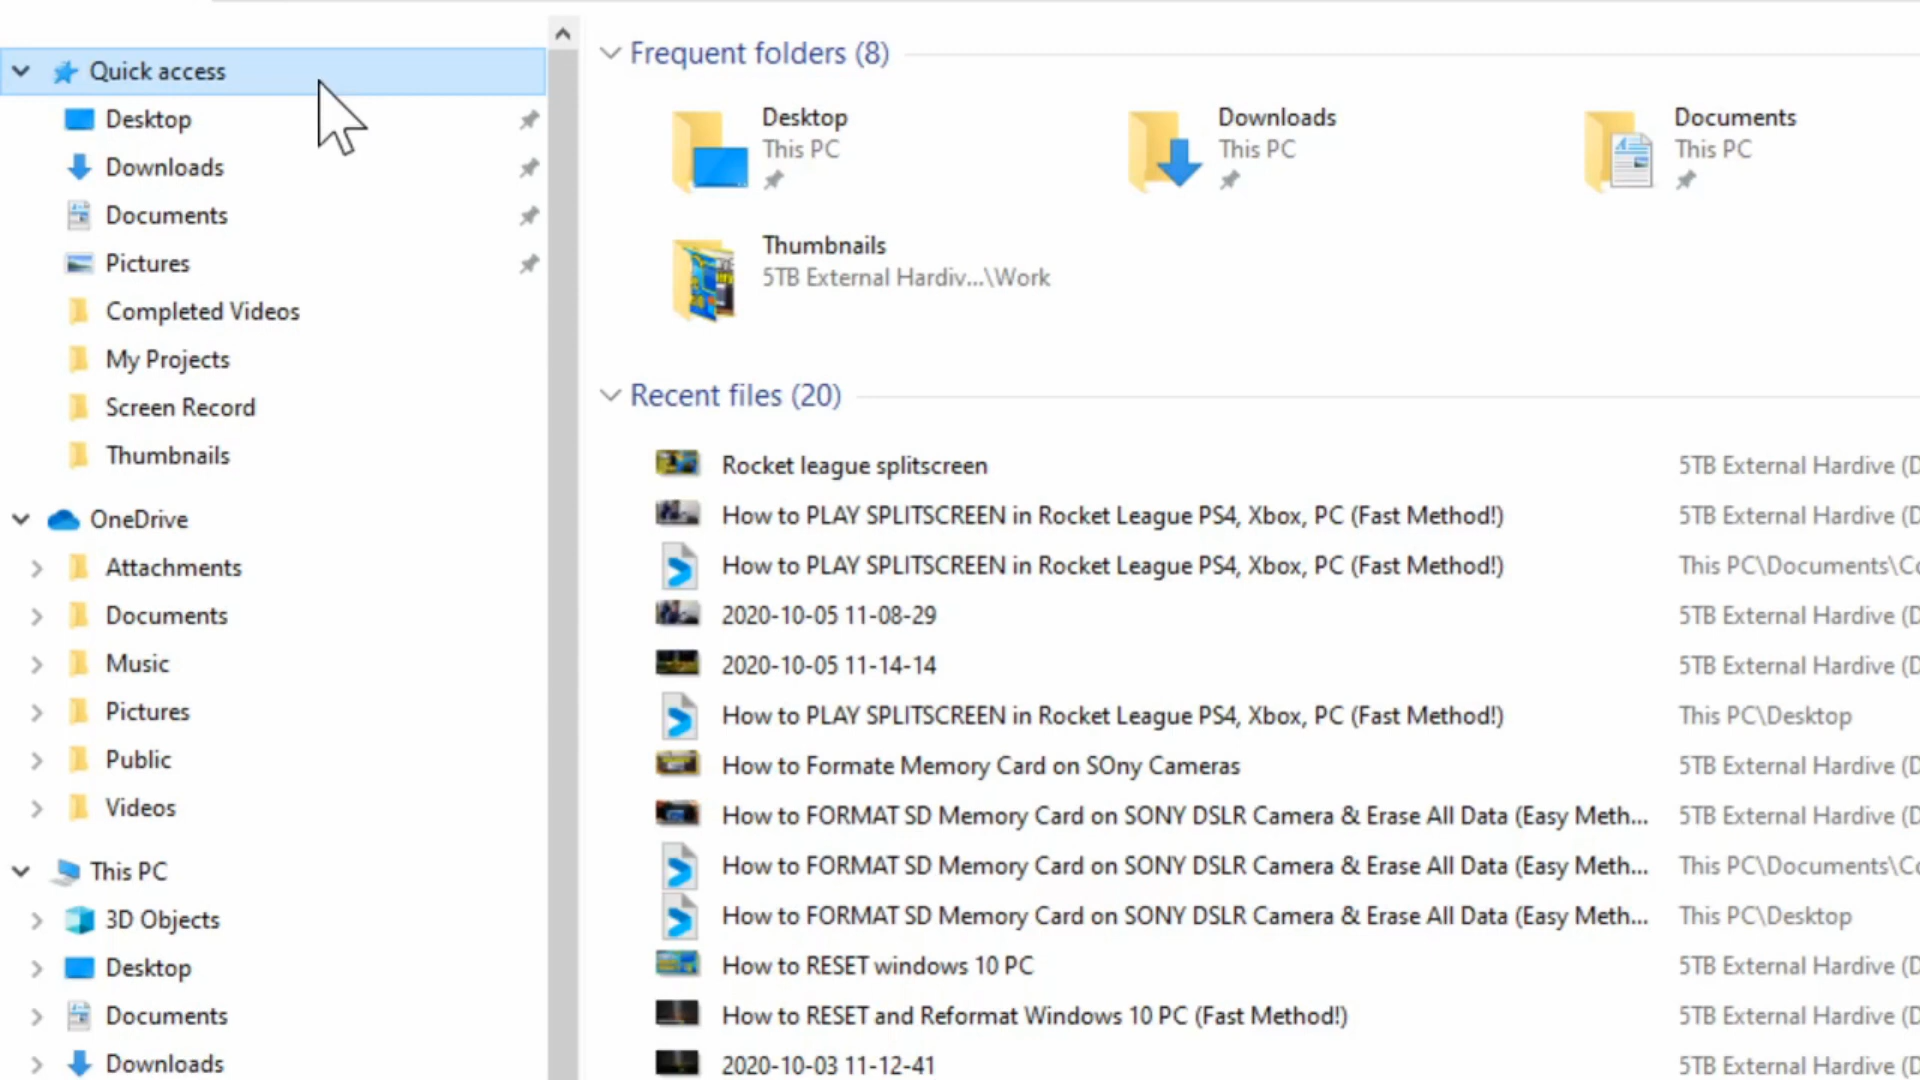 Quick access
Desktop
Downloads
Documents
Pictures
Completed Videos
My Projects
Screen Record
Thumbnails
OneDrive
Attachments
Documents
Music
Pictures
Public
Videos
This PC
3D Objects
Desktop
Documents
Downloads
Frequent folders (8)
Desktop
This PC
Downloads
This PC
Documents
This PC
Thumbnails
5TB External Hardiv...\Work
Recent files (20)
Rocket league splitscreen 5TB External Hardive (D
How to PLAY SPLITSCREEN in Rocket League PS4, Xbox, PC (Fast Method!) 5TB External Hardive (D
How to PLAY SPLITSCREEN in Rocket League PS4, Xbox, PC (Fast Method!) This PC\Documents\Co
2020-10-05 11-08-29 5TB External Hardive (D
2020-10-05 11-14-14 5TB External Hardive (D
How to PLAY SPLITSCREEN in Rocket League PS4, Xbox, PC (Fast Method!) This PC\Desktop
How to Formate Memory Card on SOny Cameras 5TB External Hardive (D
How to FORMAT SD Memory Card on SONY DSLR Camera & Erase All Data (Easy Meth... 5TB External Hardive (D
How to FORMAT SD Memory Card on SONY DSLR Camera & Erase All Data (Easy Meth... This PC\Documents\Co
How to FORMAT SD Memory Card on SONY DSLR Camera & Erase All Data (Easy Meth... This PC\Desktop
How to RESET windows 10 PC 5TB External Hardive (D
How to RESET and Reformat Windows 10 PC (Fast Method!) 5TB External Hardive (D
2020-10-03 11-12-41 5TB External Hardive (D